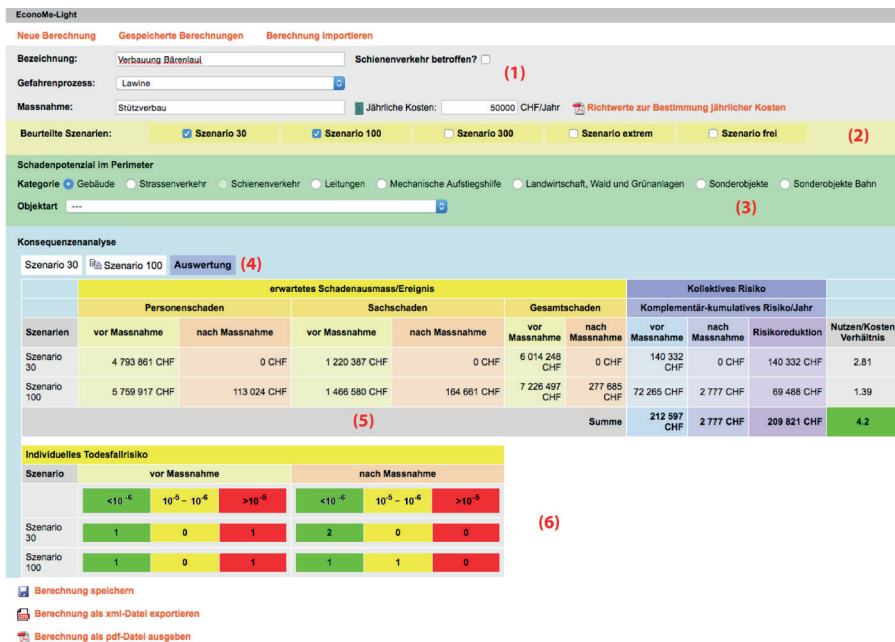 EconoMe-Light
Neue Berechnung Gespeicherte Berechnungen Berechnung importieren
Bezeichnung: Verbauung Bärenlaui Schienenverkehr betroffen?
(1)
Gefahrenprozess: Lawine
Massnahme: Stützverbau Jährliche Kosten: 50000 CHF/Jahr Richtwerte zur Bestimmung jährlicher Kosten
Beurteilte Szenarien: Szenario 30 Szenario 100 Szenario 300 Szenario extrem Szenario frei (2)
Schadenpotenzial im Perimeter
Kategorie Gebäude Strassenverkehr Schienenverkehr Leitungen Mechanische Aufstiegshilfe Landwirtschaft, Wald und Grünanlagen Sonderobjekte Sonderobjekte Bahn
Objektart --- (3)
Konsequenzenanalyse
Szenario 30 Szenario 100 Auswertung (4)
erwartetes Schadenausmass/Ereignis Kollektives Risiko
Personenschaden Sachschaden Gesamtschaden Komplementär-kumulatives Risiko/Jahr
Szenarien vor Massnahme nach Massnahme vor Massnahme nach Massnahme vor Massnahme nach Massnahme vor Massnahme nach Massnahme Risikoreduktion Nutzen/Kosten Verhältnis
Szenario 30 4 793 861 CHF 0 CHF 1 220 387 CHF 0 CHF 6 014 248 CHF 0 CHF 140 332 CHF 0 CHF 140 332 CHF 2.81
Szenario 100 5 759 917 CHF 113 024 CHF 1 466 580 CHF 164 661 CHF 7 226 497 CHF 277 685 CHF 72 265 CHF 2 777 CHF 69 488 CHF 1.39
(5) Summe 212 597 CHF 2 777 CHF 209 821 CHF 4.2
Individuelles Todesfallrisiko
Szenario vor Massnahme nach Massnahme
<10⁻⁶ 10⁻⁵ – 10⁻⁶ >10⁻⁵ <10⁻⁶ 10⁻⁵ – 10⁻⁶ >10⁻⁵
(6)
Szenario 30 1 0 1 2 0 0
Szenario 100 1 0 1 1 1 0
Berechnung speichern
Berechnung als xml-Datei exportieren
Berechnung als pdf-Datei ausgeben